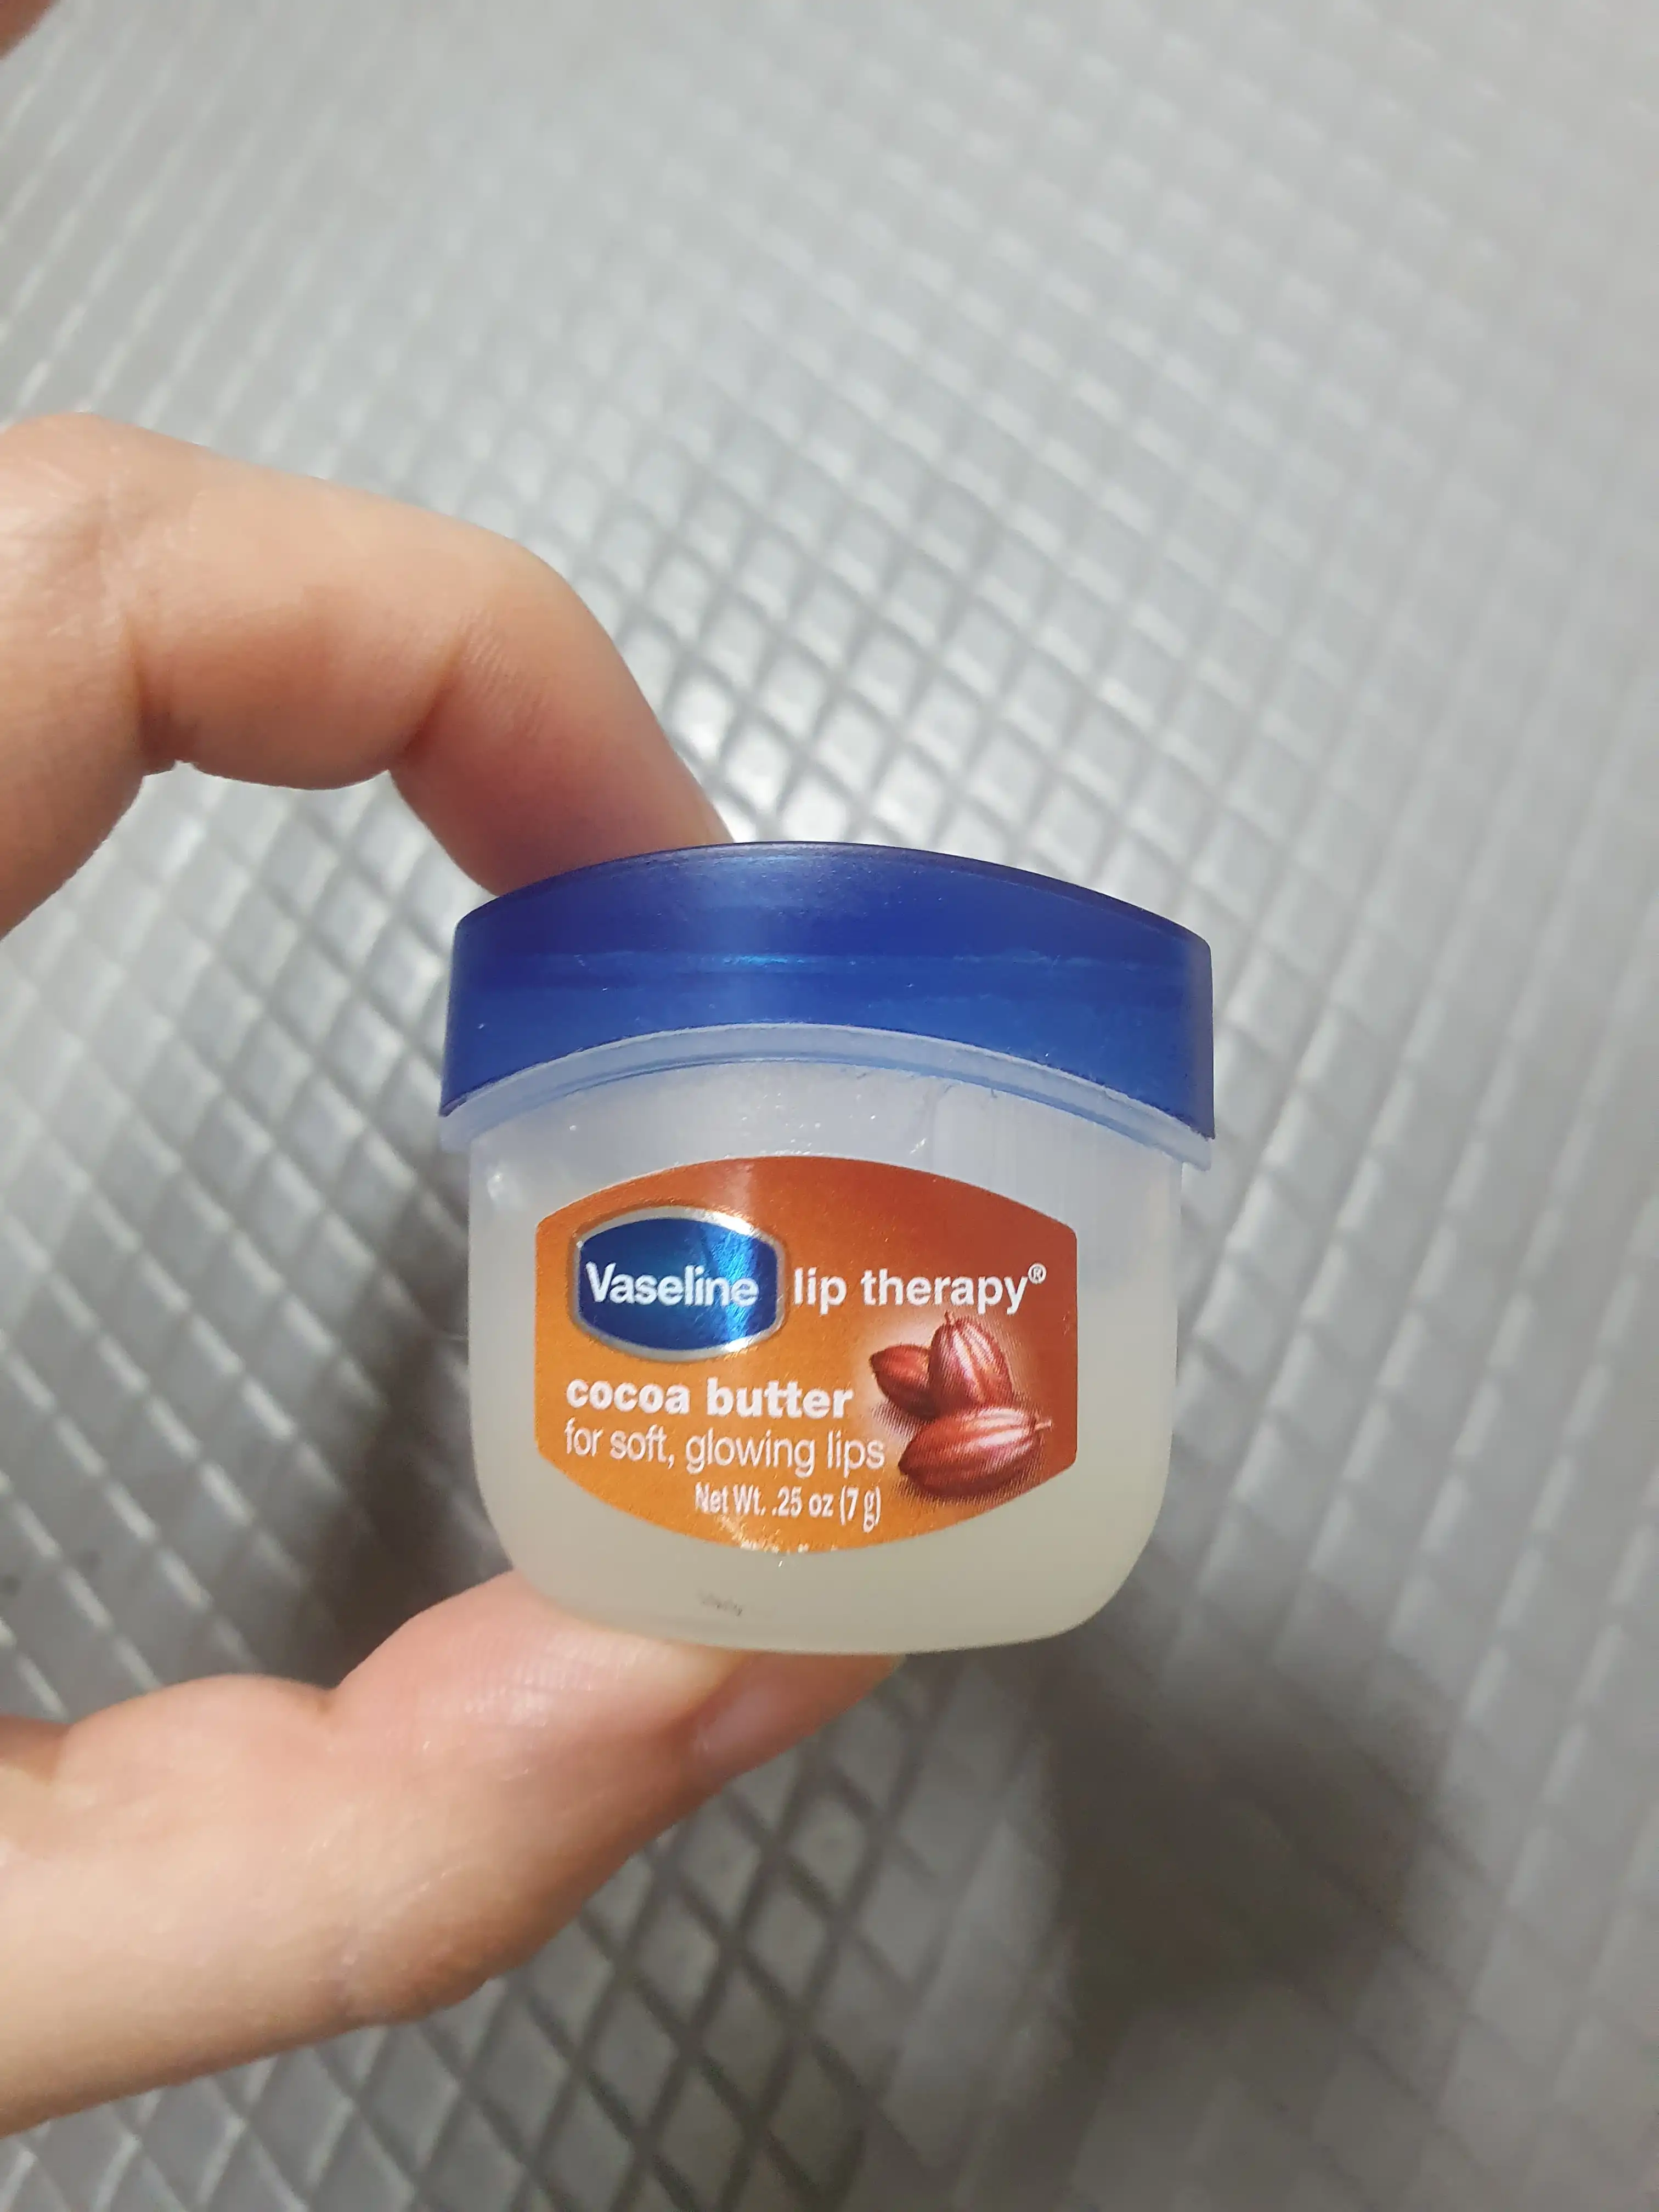 Vaseline lip therapy®
cocoa butter
for soft, glowing lips
Net Wt. .25 oz (7 g)